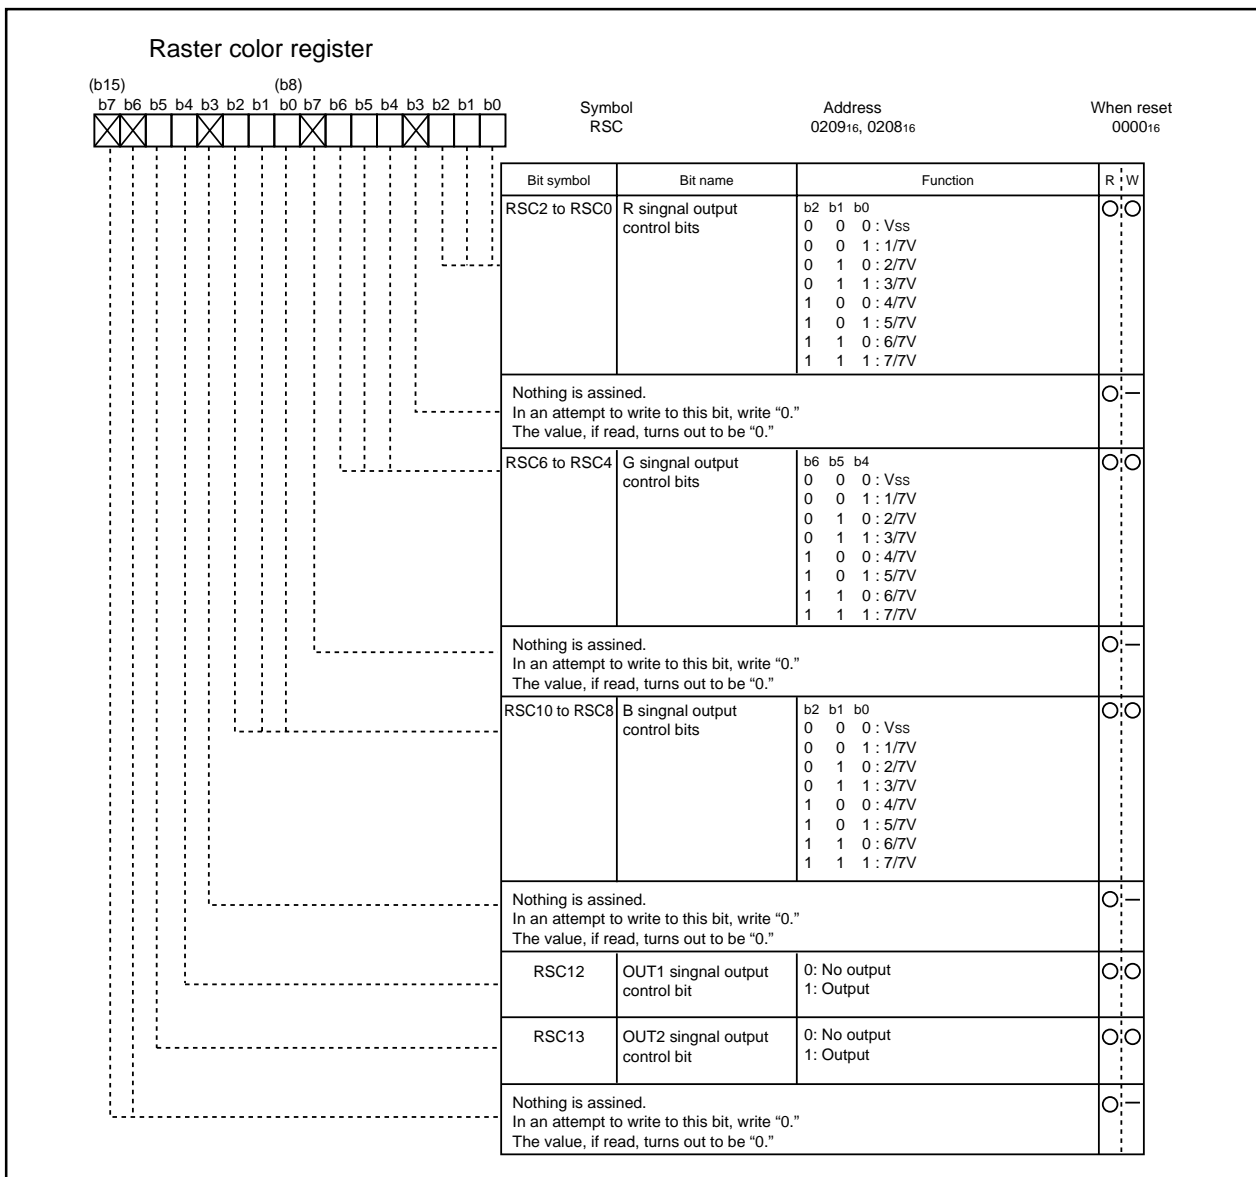 Raster color register
(b15) (b8)
b7 b6 b5 b4 b3 b2 b1 b0 b7 b6 b5 b4 b3 b2 b1 b0
Symbol Address When reset
RSC 020916, 020816 000016
Bit symbol Bit name Function R W
RSC2 to RSC0 R singnal output b2 b1 b0
control bits 0 0 0 : Vss
0 0 1 : 1/7V
0 1 0 : 2/7V
0 1 1 : 3/7V
1 0 0 : 4/7V
1 0 1 : 5/7V
1 1 0 : 6/7V
1 1 1 : 7/7V
Nothing is assined.
In an attempt to write to this bit, write “0.”
The value, if read, turns out to be “0.”
RSC6 to RSC4 G singnal output b6 b5 b4
control bits 0 0 0 : Vss
0 0 1 : 1/7V
0 1 0 : 2/7V
0 1 1 : 3/7V
1 0 0 : 4/7V
1 0 1 : 5/7V
1 1 0 : 6/7V
1 1 1 : 7/7V
Nothing is assined.
In an attempt to write to this bit, write “0.”
The value, if read, turns out to be “0.”
RSC10 to RSC8 B singnal output b2 b1 b0
control bits 0 0 0 : Vss
0 0 1 : 1/7V
0 1 0 : 2/7V
0 1 1 : 3/7V
1 0 0 : 4/7V
1 0 1 : 5/7V
1 1 0 : 6/7V
1 1 1 : 7/7V
Nothing is assined.
In an attempt to write to this bit, write “0.”
The value, if read, turns out to be “0.”
RSC12 OUT1 singnal output 0: No output
control bit 1: Output
RSC13 OUT2 singnal output 0: No output
control bit 1: Output
Nothing is assined.
In an attempt to write to this bit, write “0.”
The value, if read, turns out to be “0.”